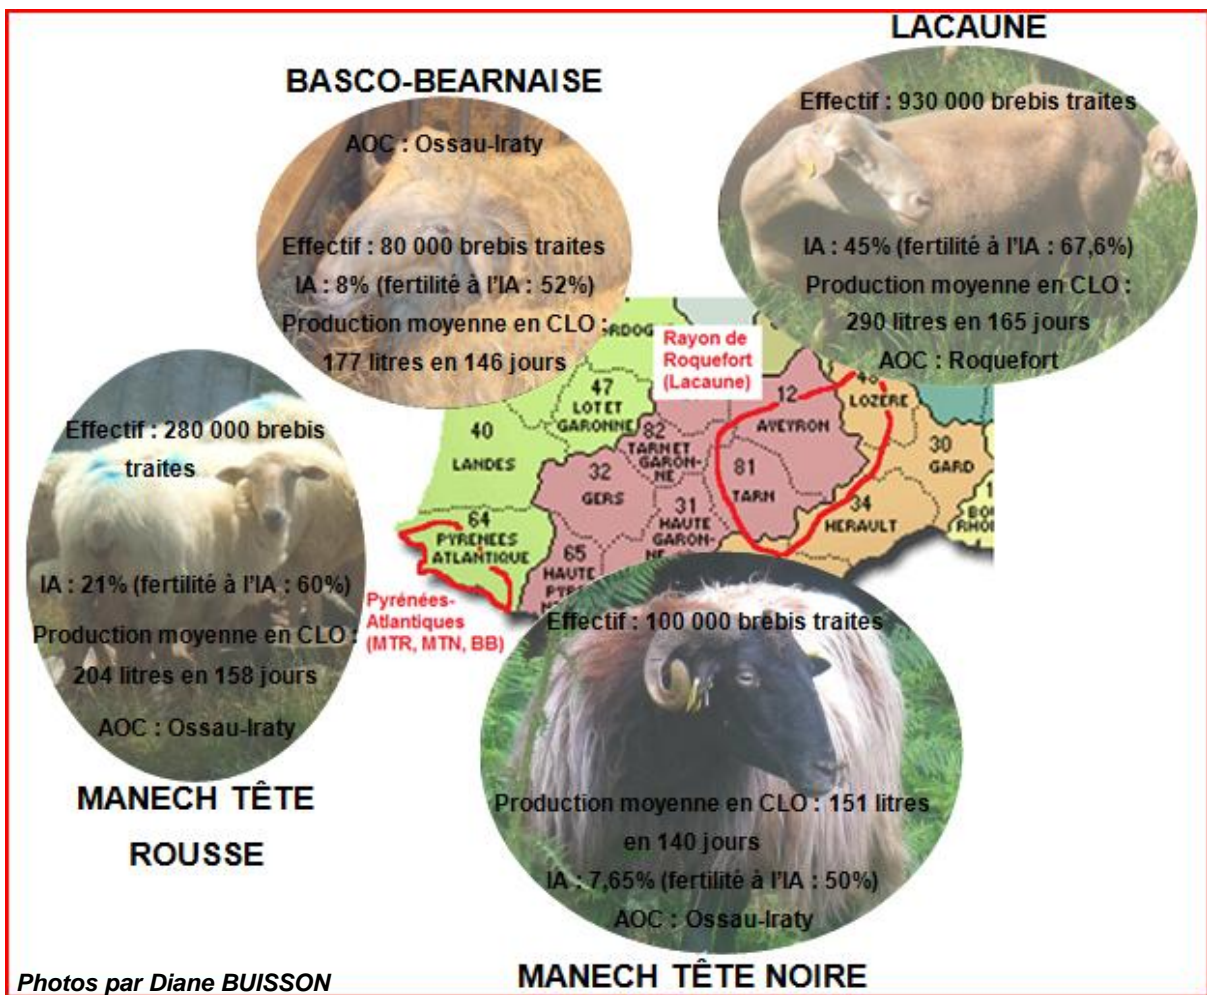 LACAUNE
Effectif : 930 000 brebis traites
IA : 45% (fertilité à l'IA : 67,6%)
Production moyenne en CLO :
290 litres en 165 jours
AOC : Roquefort
BASCO-BEARNAISE
AOC : Ossau-Iraty
Effectif : 80 000 brebis traites
IA : 8% (fertilité à l'IA : 52%)
Production moyenne en CLO :
177 litres en 146 jours
Effectif : 280 000 brebis
traites
IA : 21% (fertilité à l'IA : 60%)
Production moyenne en CLO :
204 litres en 158 jours
AOC : Ossau-Iraty
MANECH TÊTE
ROUSSE
Rayon de
Roquefort
(Lacaune)
47
LOT ET
GARONNE
40
LANDES
82
TARN ET
GARON-
NE
32
GERS
12
AVEYRON
81
TARN
LOZÈRE
30
GARD
34
HERAULT
31
HAUTE
GARON-
NE
64
PYRENEES
ATLANTIQUE
65
HAUTE
Pyrénées-
Atlantiques
(MTR, MTN, BB)
Effectif : 100 000 brebis traites
Production moyenne en CLO : 151 litres
en 140 jours
IA : 7,65% (fertilité à l'IA : 50%)
AOC : Ossau-Iraty
MANECH TÊTE NOIRE
Photos par Diane BUISSON